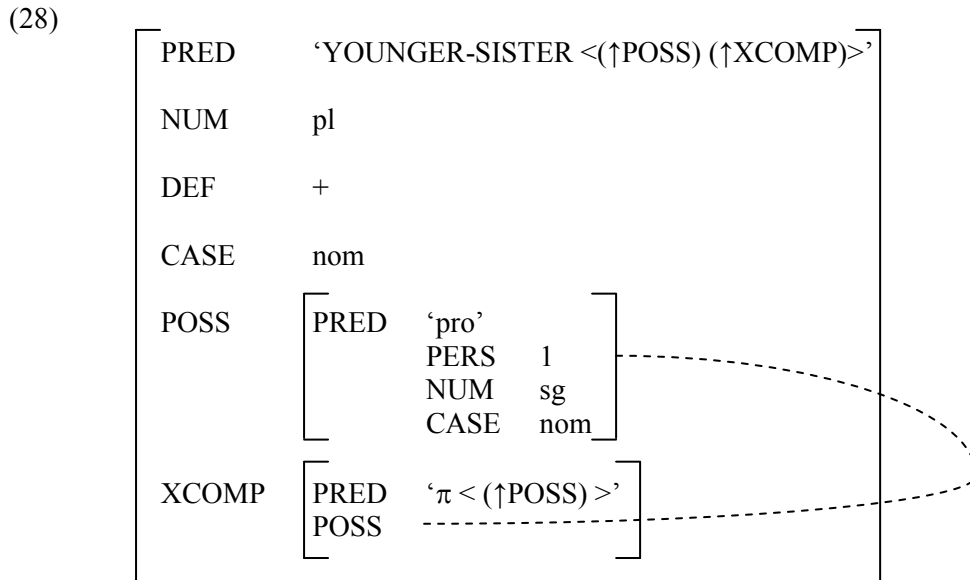 (28)
PRED ‘YOUNGER-SISTER <(↑POSS) (↑XCOMP)>’
NUM pl
DEF +
CASE nom
POSS PRED ‘pro’
PERS 1
NUM sg
CASE nom
XCOMP PRED ‘π < (↑POSS) >’
POSS